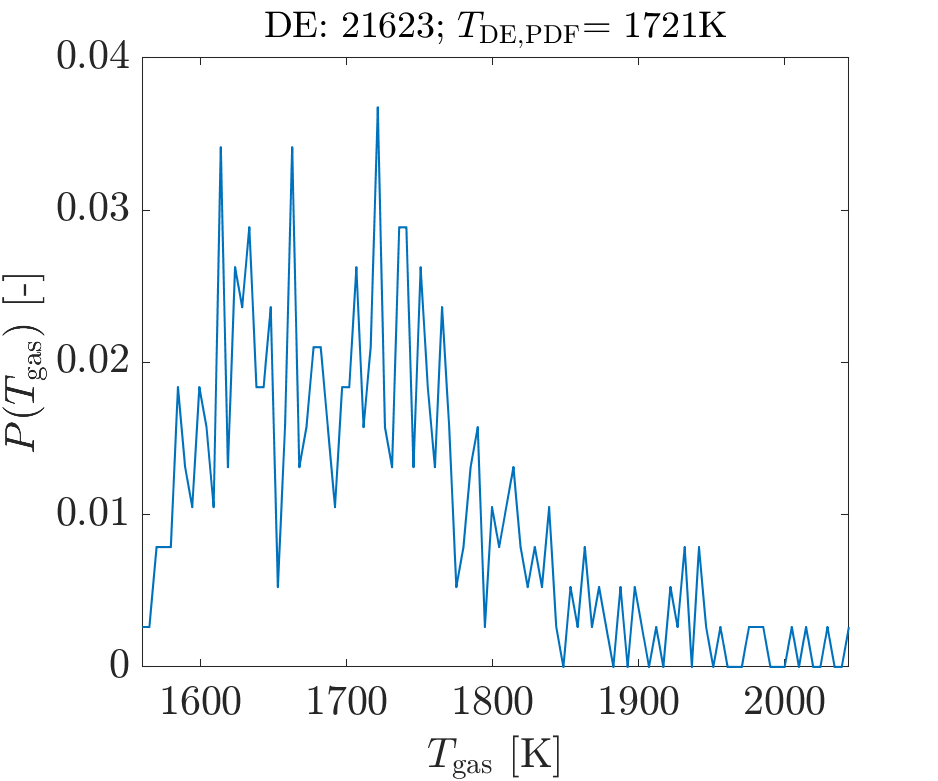 DE: 21623; T_DE,PDF= 1721K
0.04
0.03
0.02
0.01
0
P(T_gas) [-]
1600 1700 1800 1900 2000
T_gas [K]